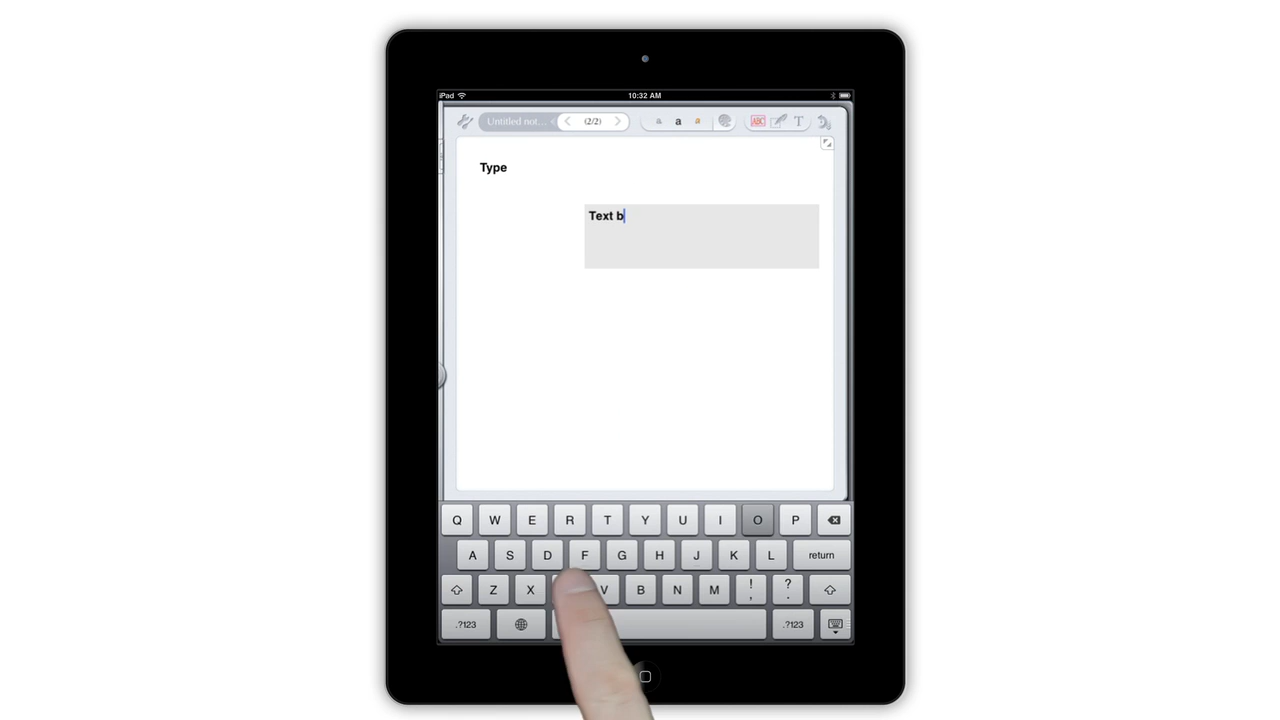 iPad 10:32 AM
Untitled not... (2/2) a a a ABC T
Type
Text b
Q W E R T Y U I O P
A S D F G H J K L return
Z X V B N M ! , ? .
.?123 .?123